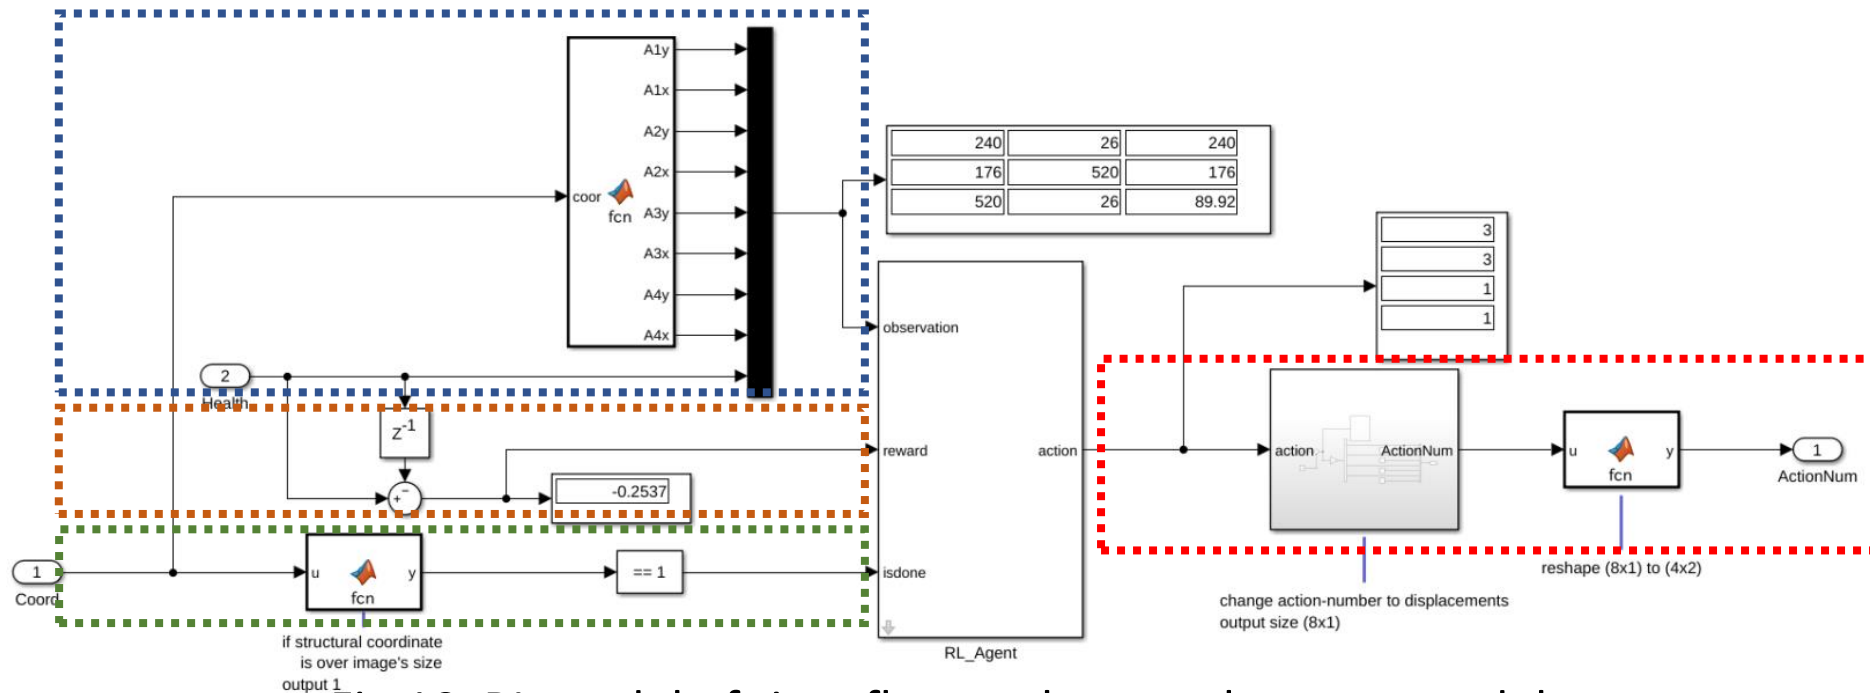 A1y
A1x
A2y
A2x
A3y
A3x
A4y
A4x
coor
fcn
240 26 240
176 520 176
520 26 89.92
3
3
1
1
2
Health
Z-1
+
-
-0.2537
observation
reward
isdone
action
RL_Agent
action
ActionNum
u
fcn
y
1
ActionNum
1
Coord
u
fcn
y
== 1
if structural coordinate
is over image's size
output 1
change action-number to displacements
output size (8x1)
reshape (8x1) to (4x2)